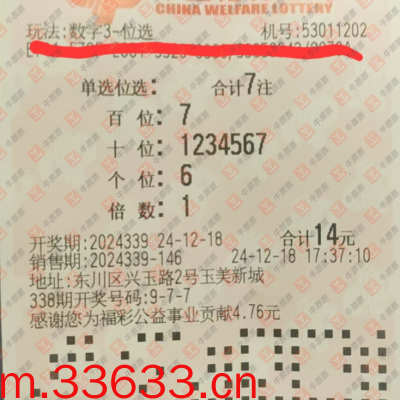 CHINA WELFARE LOTTERY
玩法:数字3-位选 机号:53011202
单选位选: 合计7注
百 位: 7
十 位: 1234567
个 位: 6
倍 数: 1
开奖期:2024339 24-12-18 合计14元
销售期:2024339-146 24-12-18 17:37:10
地址:东川区兴玉路2号玉美新城
338期开奖号码:9-7-7
感谢您为福彩公益事业贡献4.76元
m.33633.cn